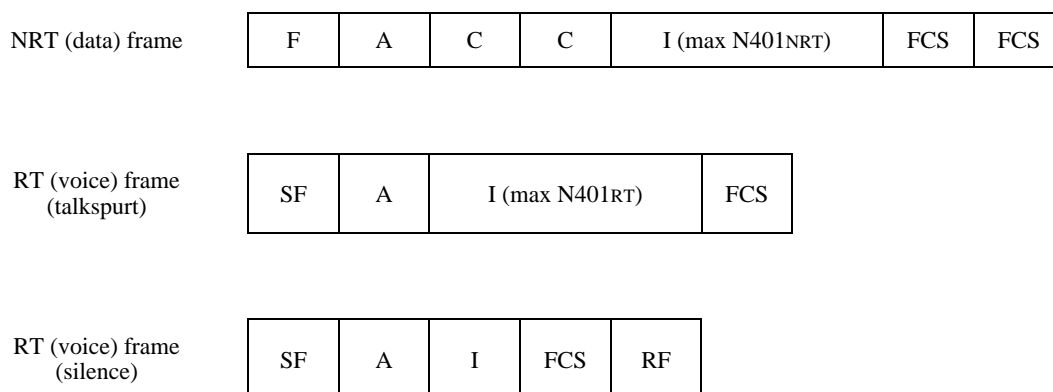 NRT (data) frame F A C C I (max N401NRT) FCS FCS
RT (voice) frame
(talkspurt)
SF A I (max N401RT) FCS
RT (voice) frame
(silence)
SF A I FCS RF